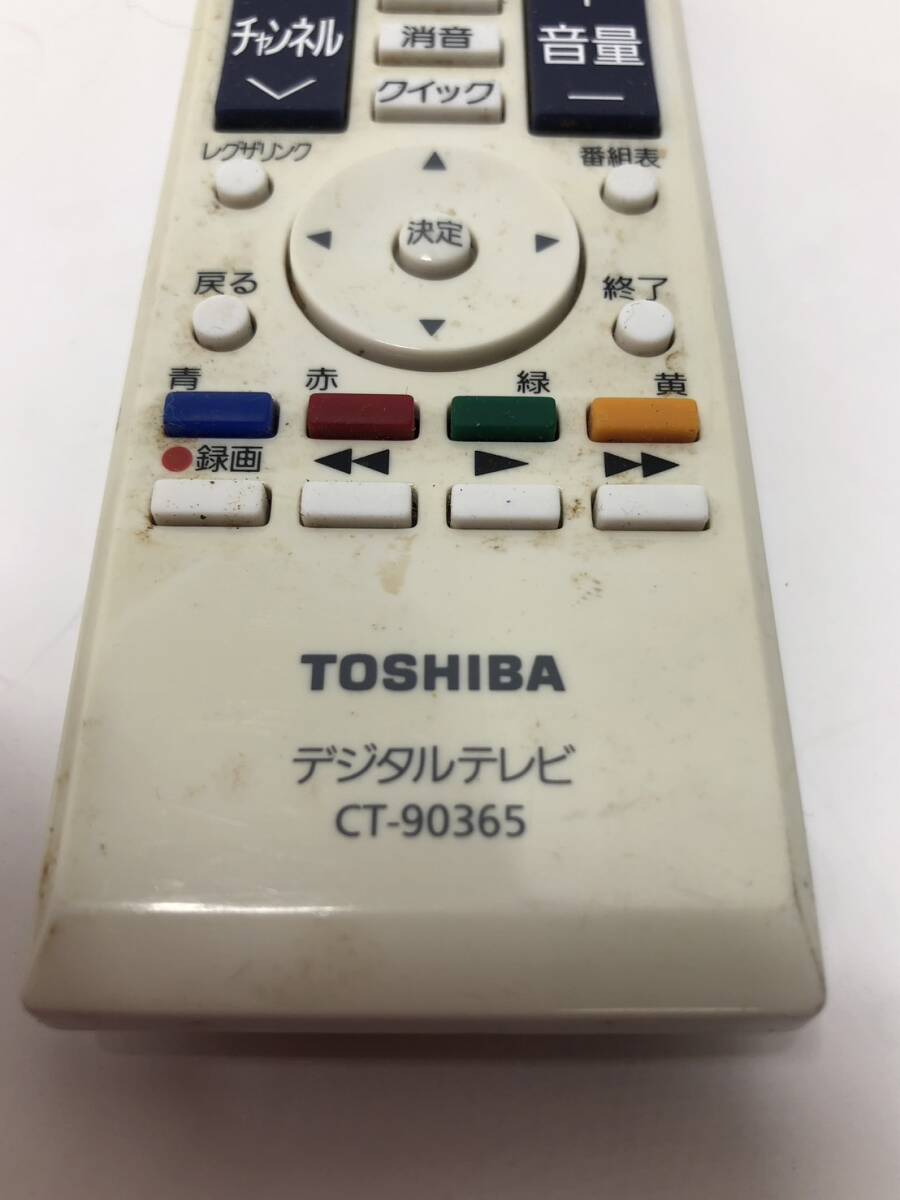 チャンネル
消音
音量
クイック
レグザリンク
番組表
決定
戻る
終了
青 赤 緑 黄
録画
TOSHIBA
デジタルテレビ
CT-90365